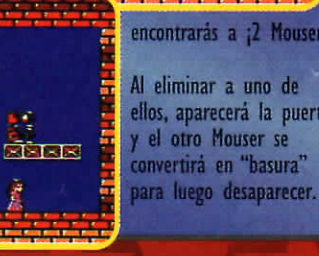 encontrarás a ¡2 Mouser
Al eliminar a uno de
ellos, aparecerá la puert
y el otro Mouser se
convertirá en “basura”
para luego desaparecer.